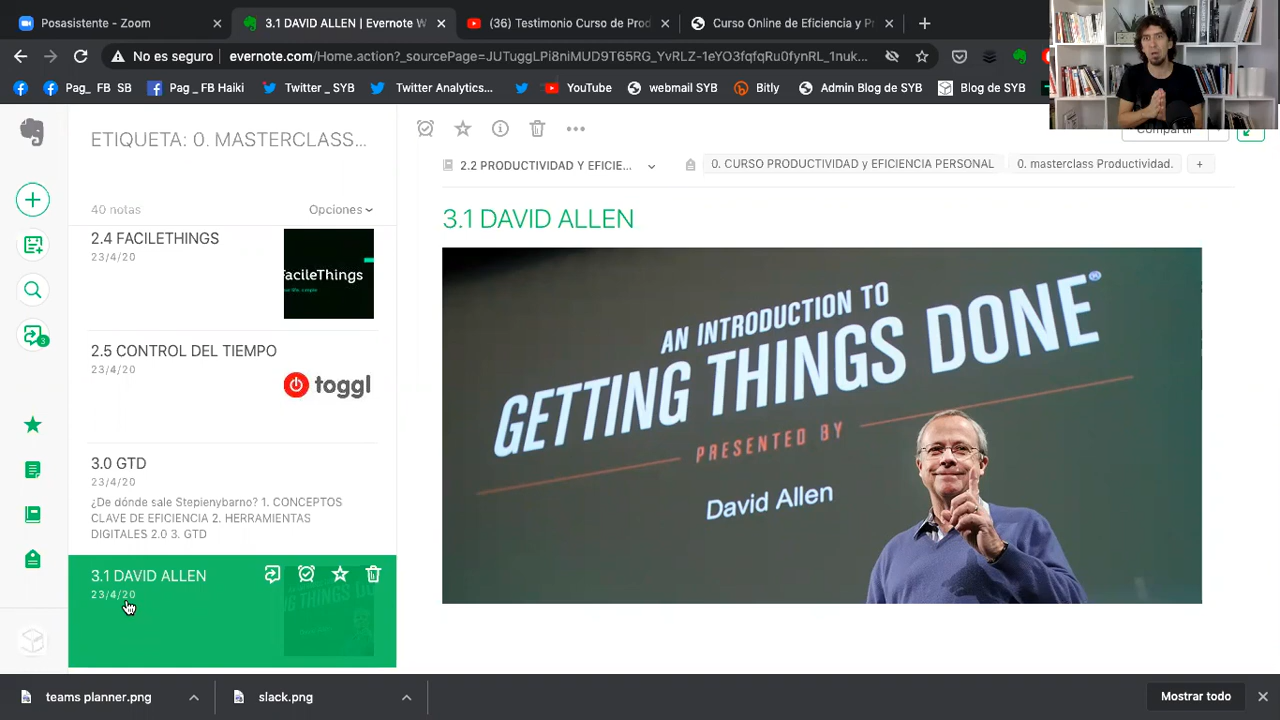 Posasistente - Zoom
3.1 DAVID ALLEN | Evernote W
(36) Testimonio Curso de Prod
Curso Online de Eficiencia y P
No es seguro
evernote.com/Home.action?_sourcePage=JUTuggLPi8niMUD9T65RG_YvRLZ-1eYO3fqfqRu0fynRL_1nuk...
Pag_ FB SB
Pag _ FB Haiki
Twitter _ SYB
Twitter Analytics...
YouTube
webmail SYB
Bitly
Admin Blog de SYB
Blog de SYB
ETIQUETA: 0. MASTERCLASS...
40 notas
Opciones
2.4 FACILETHINGS
23/4/20
FacileThings
2.5 CONTROL DEL TIEMPO
23/4/20
toggl
3.0 GTD
23/4/20
¿De dónde sale Stepienybarno? 1. CONCEPTOS
CLAVE DE EFICIENCIA 2. HERRAMIENTAS
DIGITALES 2.0 3. GTD
3.1 DAVID ALLEN
23/4/20
3
Compartir
2.2 PRODUCTIVIDAD Y EFICIE...
0. CURSO PRODUCTIVIDAD y EFICIENCIA PERSONAL
0. masterclass Productividad.
+
3.1 DAVID ALLEN
AN INTRODUCTION TO
GETTING THINGS DONE®
PRESENTED BY
David Allen
teams planner.png
slack.png
Mostrar todo